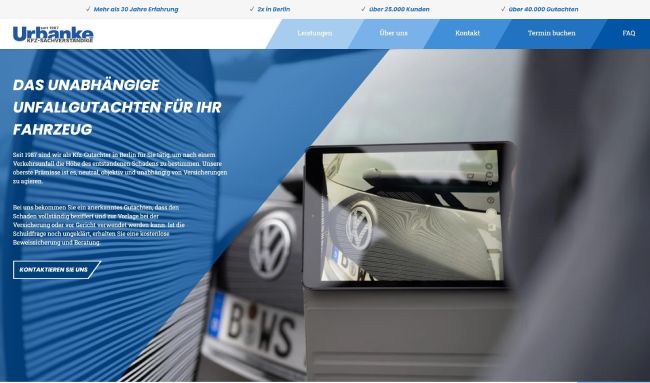 ✓ Mehr als 30 Jahre Erfahrung ✓ 2x in Berlin ✓ über 25.000 Kunden ✓ über 40.000 Gutachten
seit 1987
Urbanke
KFZ-SACHVERSTÄNDIGE
Leistungen Über uns Kontakt Termin buchen FAQ
DAS UNABHÄNGIGE
UNFALLGUTACHTEN FÜR IHR
FAHRZEUG
Seit 1987 sind wir als Kfz-Gutachter in Berlin für Sie tätig, um nach einem
Verkehrsunfall die Höhe des entstandenen Schadens zu bestimmen. Unsere
oberste Prämisse ist es, neutral, objektiv und unabhängig von Versicherungen
zu agieren.
Bei uns bekommen Sie ein anerkanntes Gutachten, dass den
Schaden vollständig beziffert und zur Vorlage bei der
Versicherung oder vor Gericht verwendet werden kann. Ist die
Schuldfrage noch ungeklärt, erhalten Sie eine kostenlose
Beweissicherung und Beratung.
KONTAKTIEREN SIE UNS
B WS
B WS